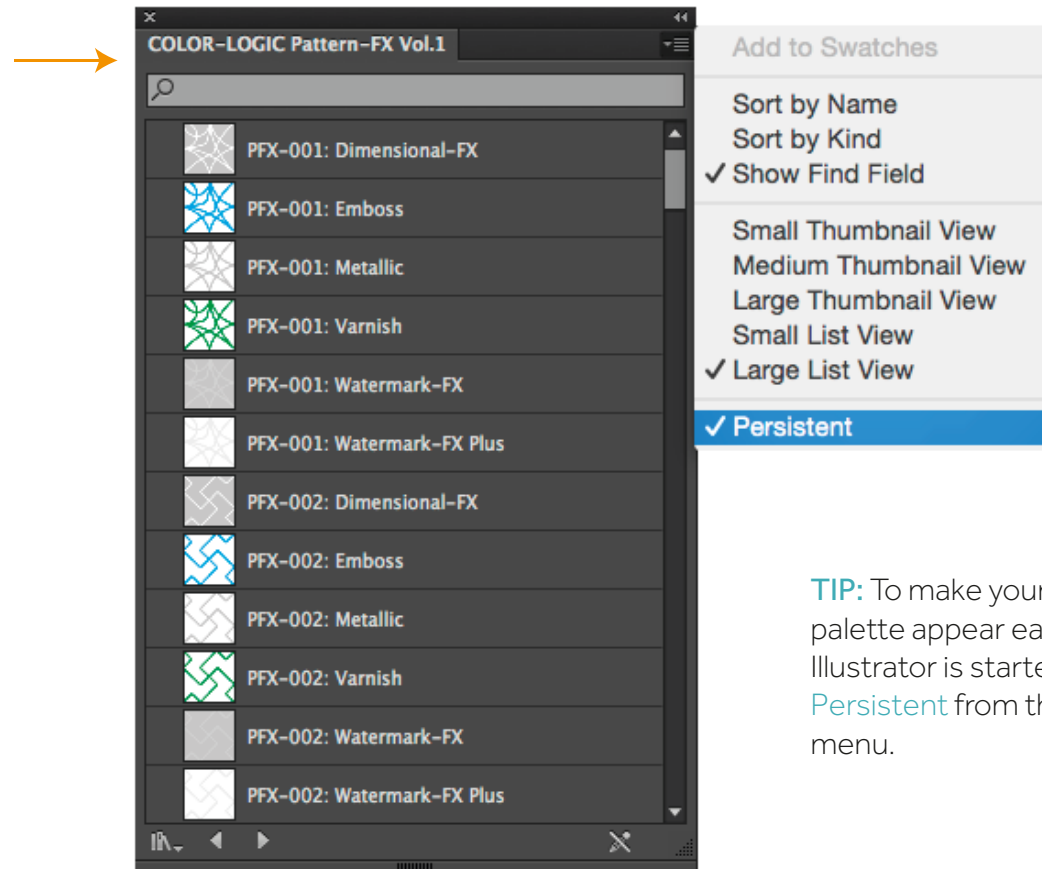 COLOR-LOGIC Pattern-FX Vol.1
PFX-001: Dimensional-FX
PFX-001: Emboss
PFX-001: Metallic
PFX-001: Varnish
PFX-001: Watermark-FX
PFX-001: Watermark-FX Plus
PFX-002: Dimensional-FX
PFX-002: Emboss
PFX-002: Metallic
PFX-002: Varnish
PFX-002: Watermark-FX
PFX-002: Watermark-FX Plus
Add to Swatches
Sort by Name
Sort by Kind
Show Find Field
Small Thumbnail View
Medium Thumbnail View
Large Thumbnail View
Small List View
Large List View
Persistent
TIP: To make your
palette appear ea
Illustrator is starte
Persistent from th
menu.